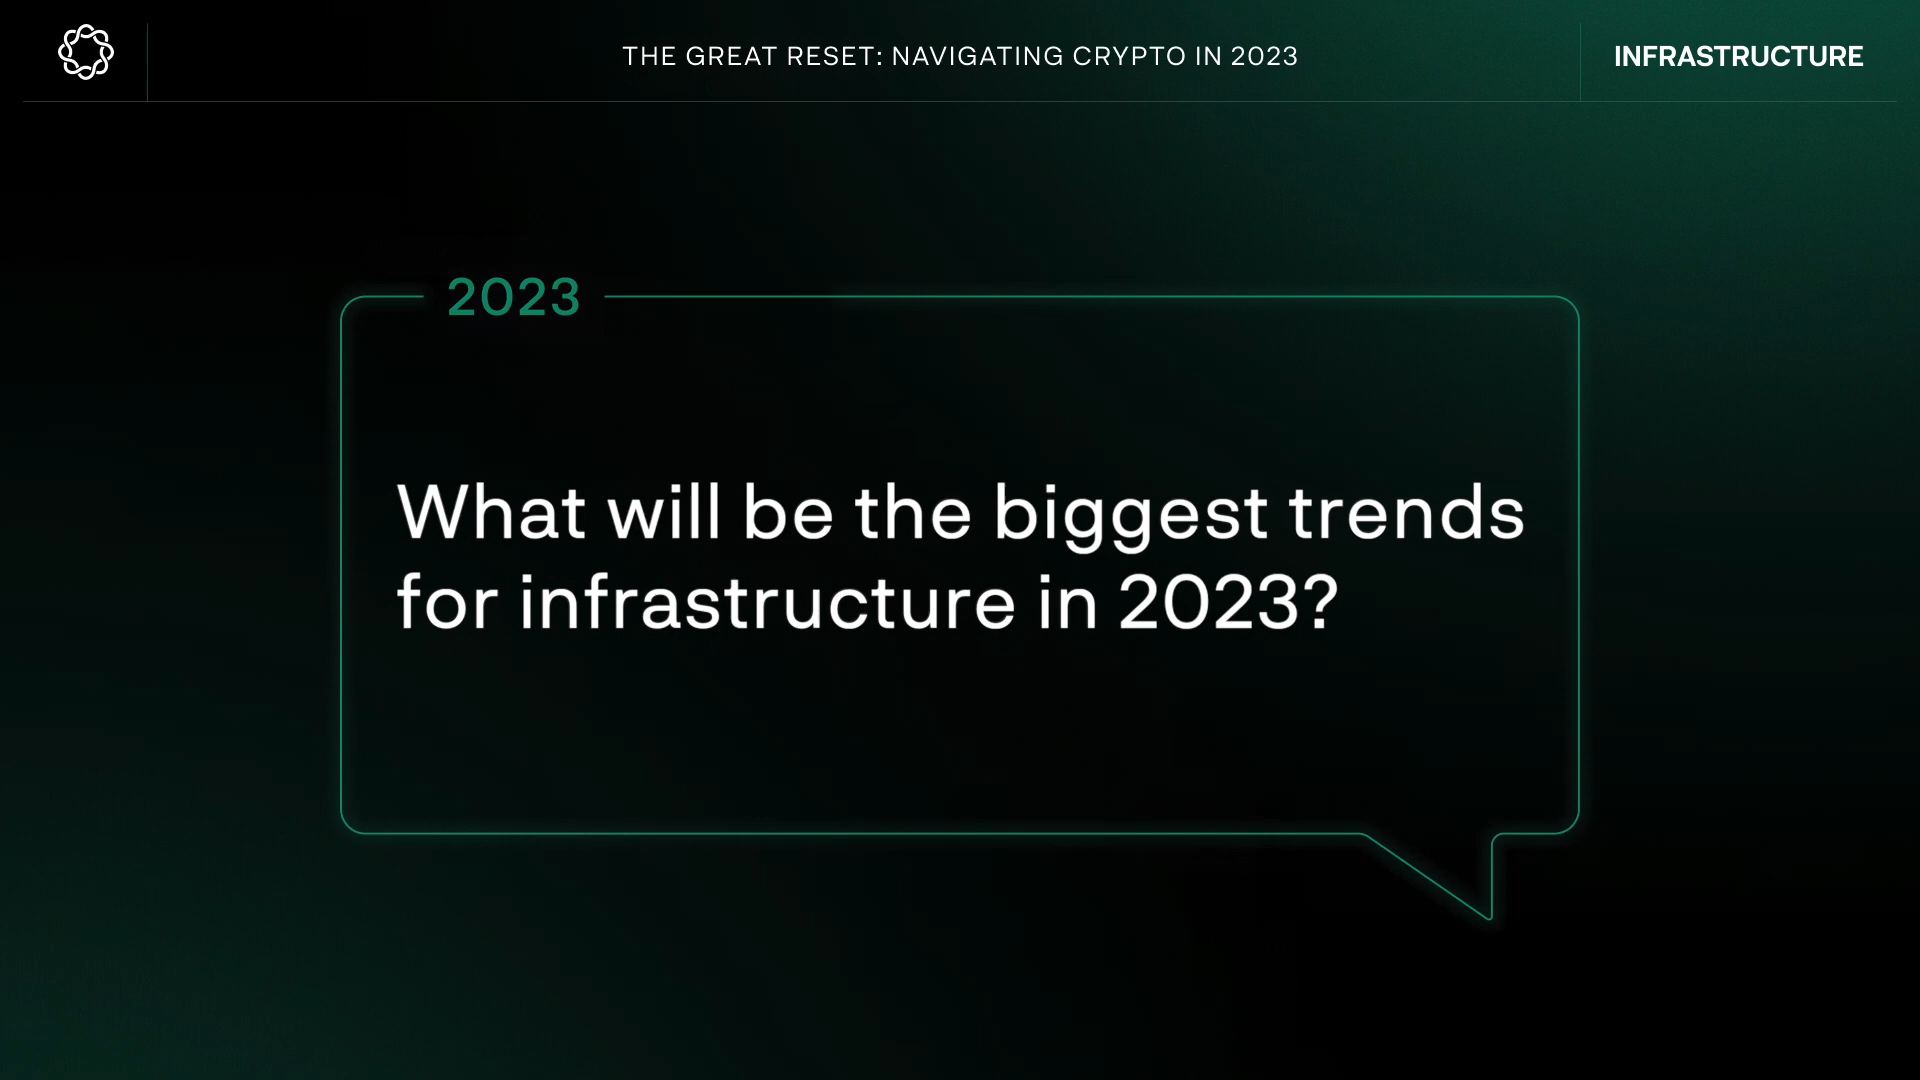 THE GREAT RESET: NAVIGATING CRYPTO IN 2023
INFRASTRUCTURE
2023
What will be the biggest trends
for infrastructure in 2023?